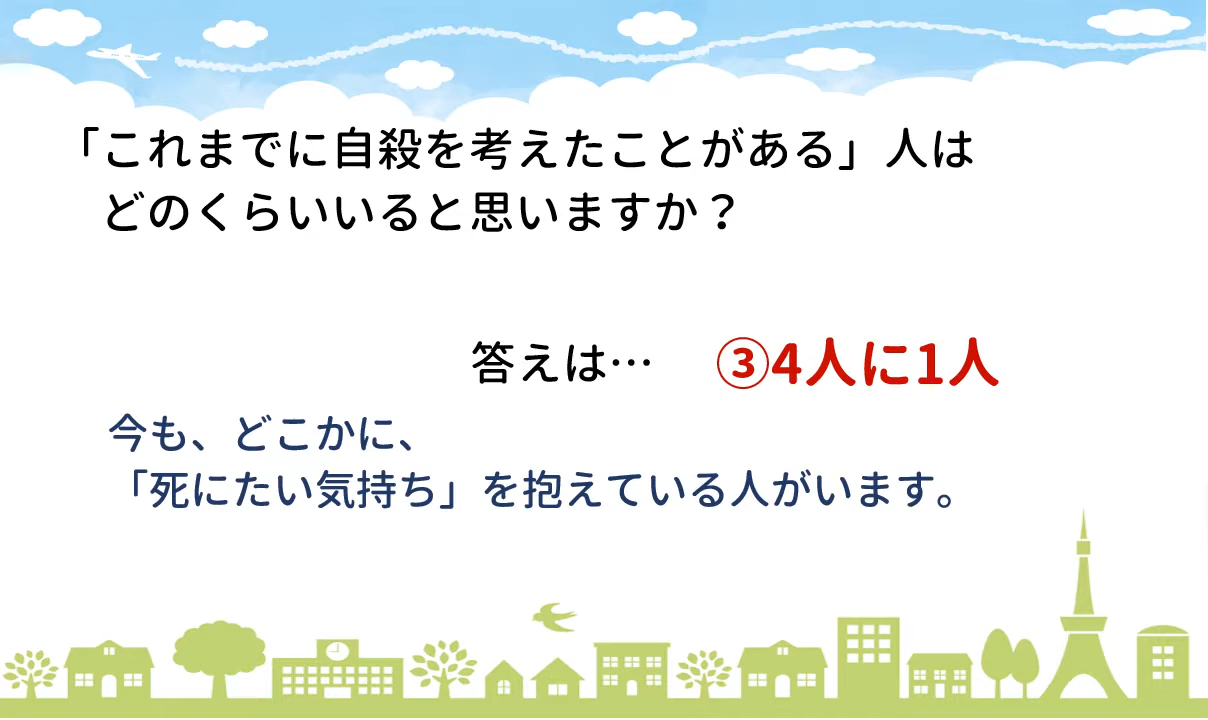 「これまでに自殺を考えたことがある」人は
どのくらいいると思いますか？
答えは… ③4人に1人
今も、どこかに、
「死にたい気持ち」を抱えている人がいます。